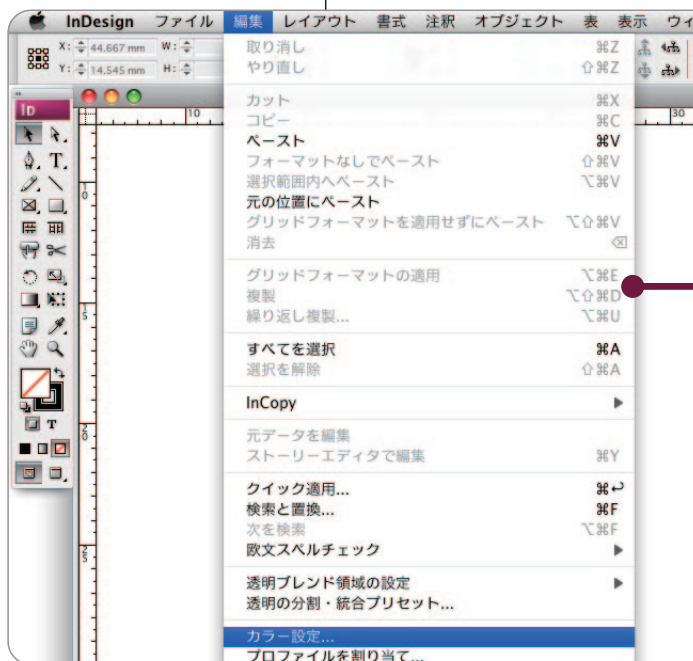 InDesign ファイル 編集 レイアウト 書式 注釈 オブジェクト 表 表示
X: 44.667 mm W:
Y: 14.545 mm H:
取り消し ⌘Z
やり直し ⇧⌘Z
カット ⌘X
コピー ⌘C
ペースト ⌘V
フォーマットなしでペースト ⇧⌘V
選択範囲内へペースト ⌥⌘V
元の位置にペースト
グリッドフォーマットを適用せずにペースト ⌥⇧⌘V
消去 ⌫
グリッドフォーマットの適用 ⌥⌘E
複製 ⌥⇧⌘D
繰り返し複製... ⌥⌘U
すべてを選択 ⌘A
選択を解除 ⇧⌘A
InCopy ▶
元データを編集
ストーリーエディタで編集 ⌘Y
クイック適用... ⌘↩
検索と置換... ⌘F
次を検索 ⌥⌘F
欧文スペルチェック ▶
透明ブレンド領域の設定 ▶
透明の分割・統合プリセット...
カラー設定...
プロファイルを割り当て...
ID
T
T
10
30